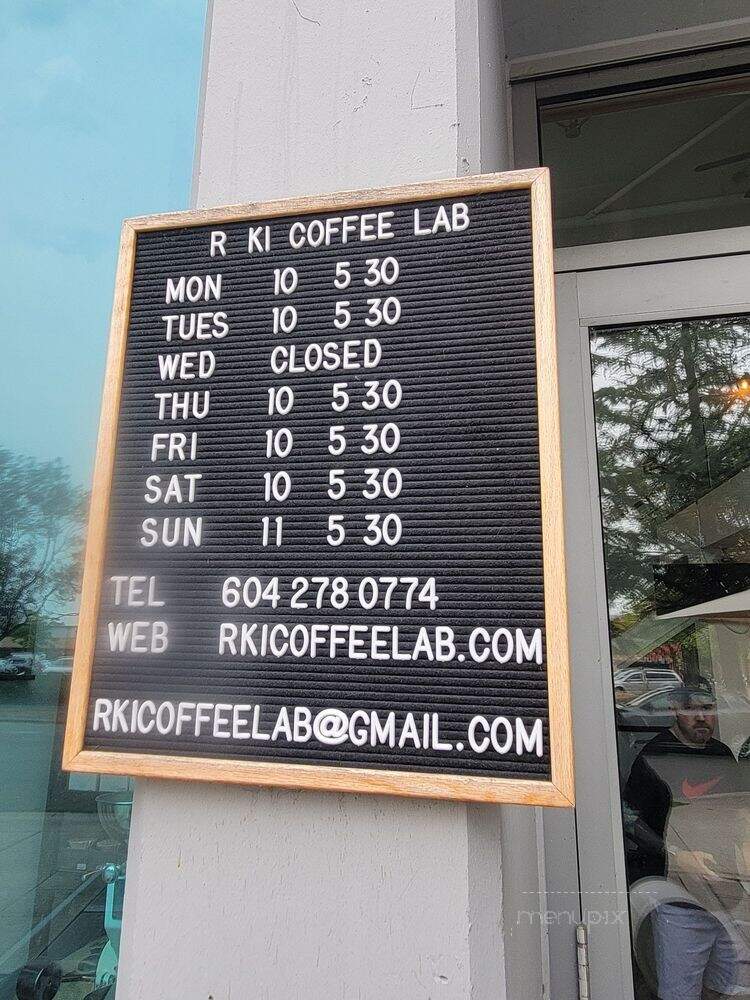 R KI COFFEE LAB
MON 10 5 30
TUES 10 5 30
WED CLOSED
THU 10 5 30
FRI 10 5 30
SAT 10 5 30
SUN 11 5 30
TEL 604 278 0774
WEB RKICOFFEELAB.COM
RKICOFFEELAB@GMAIL.COM
menupix